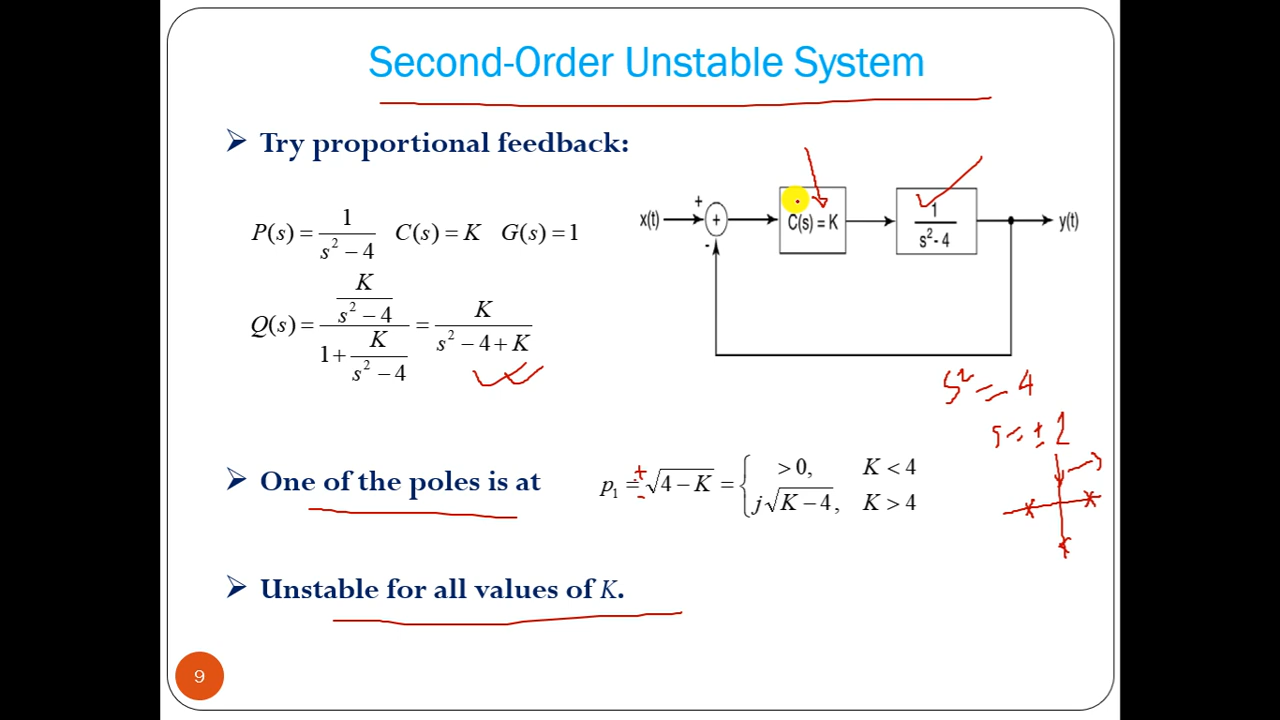 Second-Order Unstable System
➢ Try proportional feedback:
P(s) = 1/(s² − 4)   C(s) = K   G(s) = 1
Q(s) = (K/(s² − 4))/(1 + K/(s² − 4)) = K/(s² − 4 + K)
x(t) + + - C(s) = K 1/(s² - 4) y(t)
s² = 4
s = ± 2
➢ One of the poles is at p₁ = ± √(4 − K) = { > 0, K < 4
j√(K − 4), K > 4
➢ Unstable for all values of K.
9